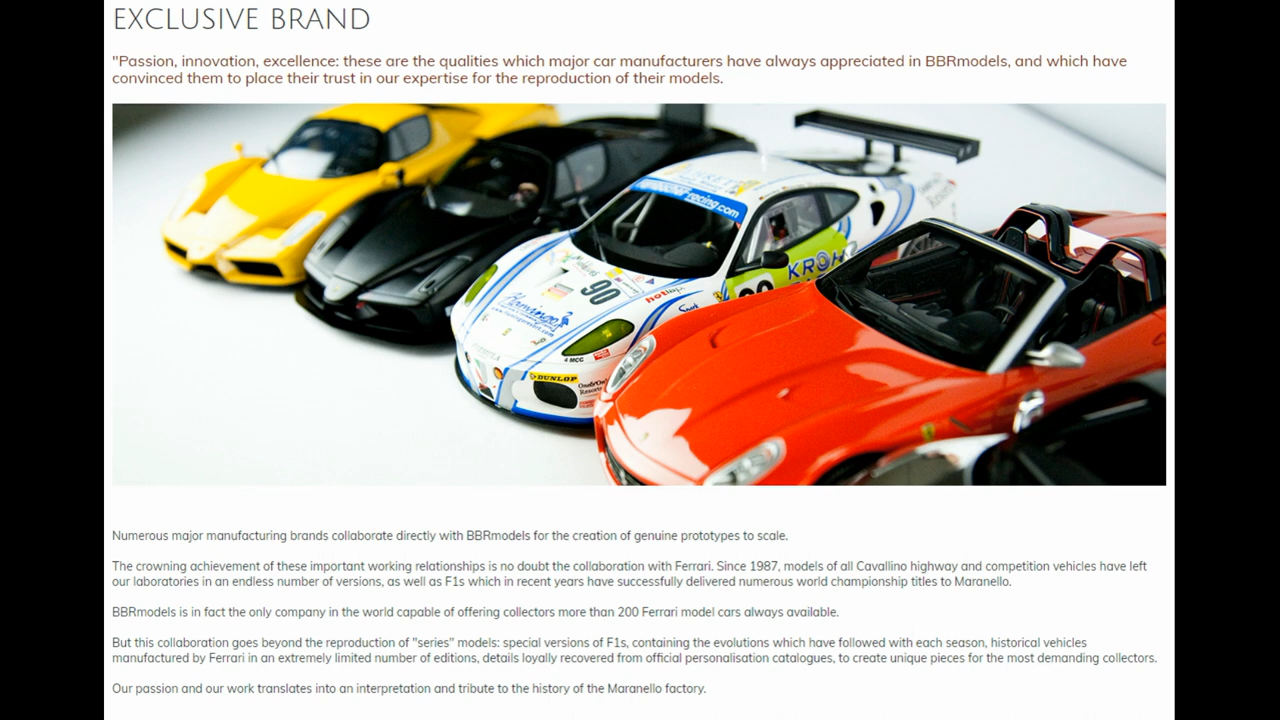 EXCLUSIVE BRAND
"Passion, innovation, excellence: these are the qualities which major car manufacturers have always appreciated in BBRmodels, and which have
convinced them to place their trust in our expertise for the reproduction of their models.
racing.com
KROH
90
hotlaps
Flamingo
4 MCC
DUNLOP
Numerous major manufacturing brands collaborate directly with BBRmodels for the creation of genuine prototypes to scale.
The crowning achievement of these important working relationships is no doubt the collaboration with Ferrari. Since 1987, models of all Cavallino highway and competition vehicles have left
our laboratories in an endless number of versions, as well as F1s which in recent years have successfully delivered numerous world championship titles to Maranello.
BBRmodels is in fact the only company in the world capable of offering collectors more than 200 Ferrari model cars always available.
But this collaboration goes beyond the reproduction of "series" models: special versions of F1s, containing the evolutions which have followed with each season, historical vehicles
manufactured by Ferrari in an extremely limited number of editions, details loyally recovered from official personalisation catalogues, to create unique pieces for the most demanding collectors.
Our passion and our work translates into an interpretation and tribute to the history of the Maranello factory.